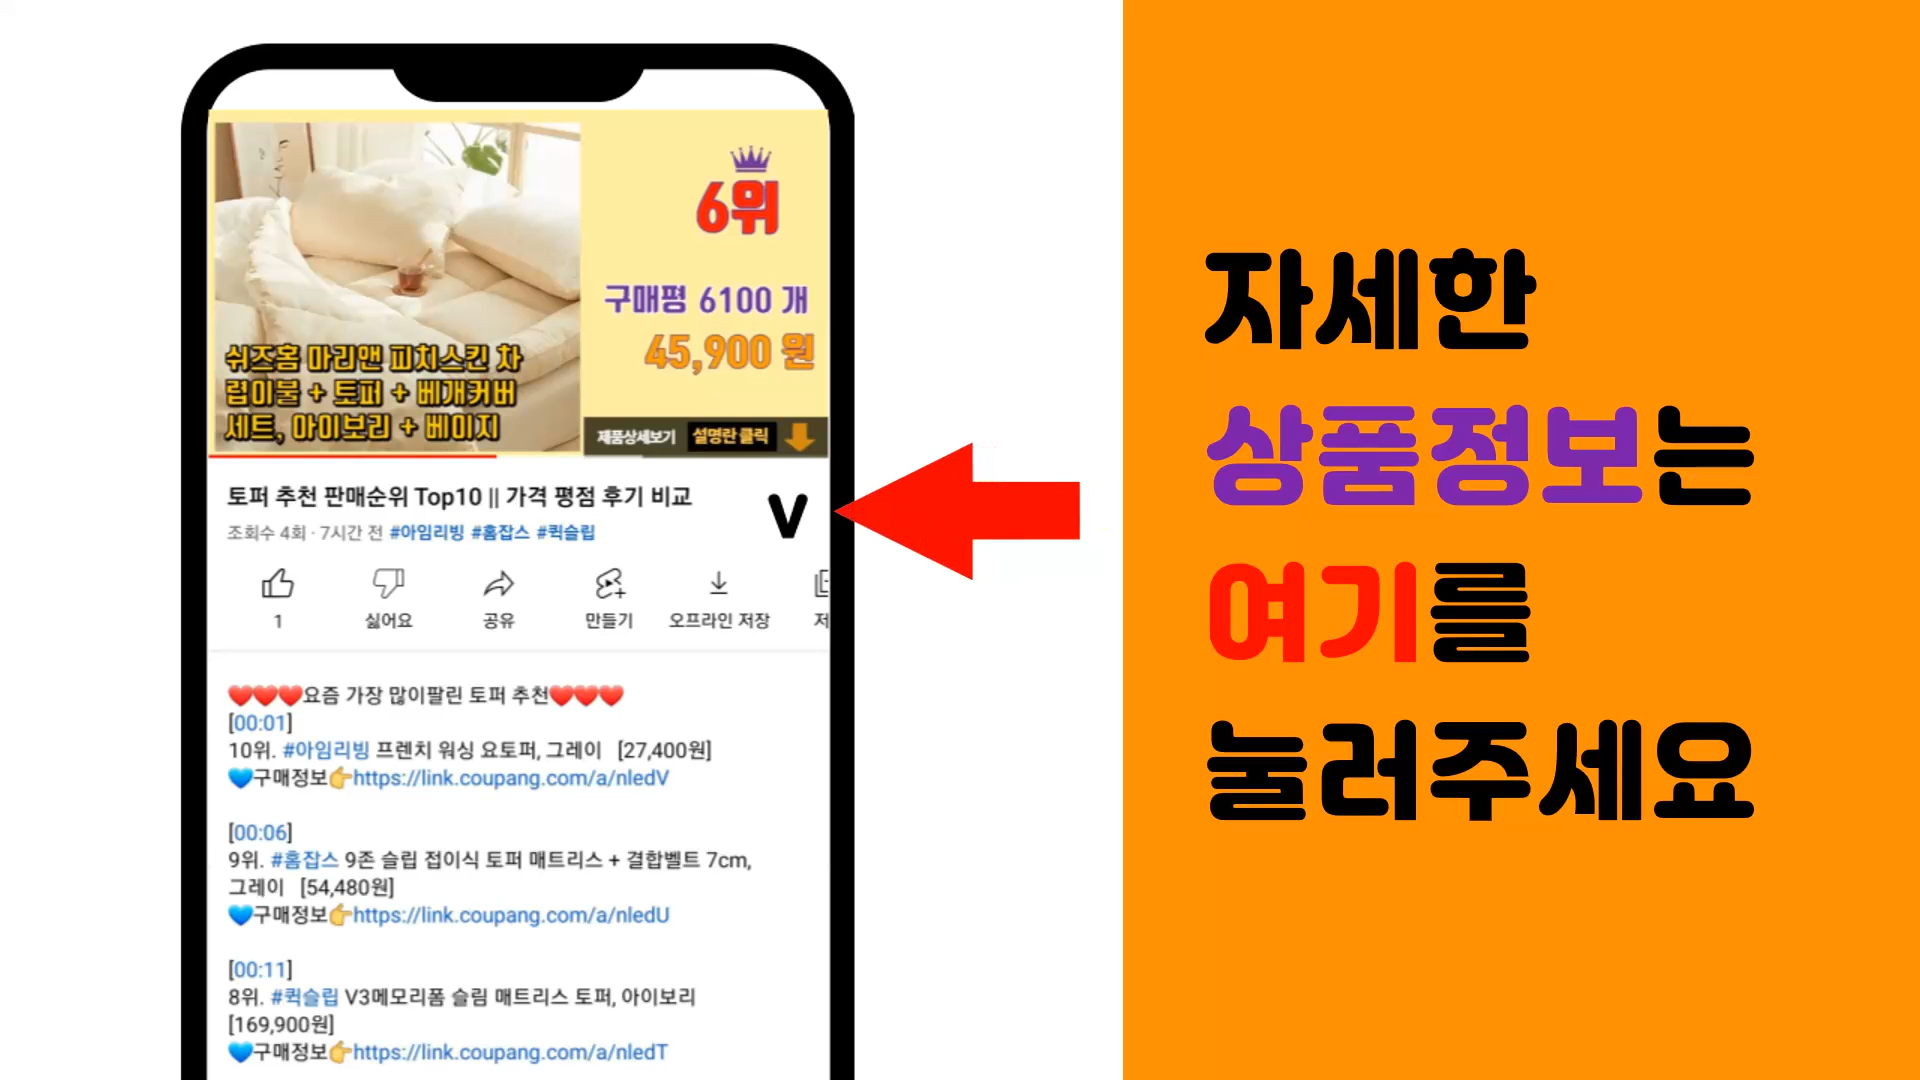 6위
구매평 6100 개
45,900 원
쉬즈홈 마리앤 피치스킨 차
렵이불 + 토퍼 + 베개커버
세트, 아이보리 + 베이지
제품상세보기 설명란 클릭
토퍼 추천 판매순위 Top10 || 가격 평점 후기 비교
V
조회수 4회 · 7시간 전 #아임리빙 #홈잡스 #퀵슬립
1 싫어요 공유 만들기 오프라인 저장 저
❤️❤️❤️요즘 가장 많이팔린 토퍼 추천❤️❤️❤️
[00:01]
10위. #아임리빙 프렌치 워싱 요토퍼, 그레이 [27,400원]
💙구매정보👉https://link.coupang.com/a/nledV
[00:06]
9위. #홈잡스 9존 슬립 접이식 토퍼 매트리스 + 결합벨트 7cm,
그레이 [54,480원]
💙구매정보👉https://link.coupang.com/a/nledU
[00:11]
8위. #퀵슬립 V3메모리폼 슬림 매트리스 토퍼, 아이보리
[169,900원]
💙구매정보👉https://link.coupang.com/a/nledT
자세한
상품정보는
여기를
눌러주세요